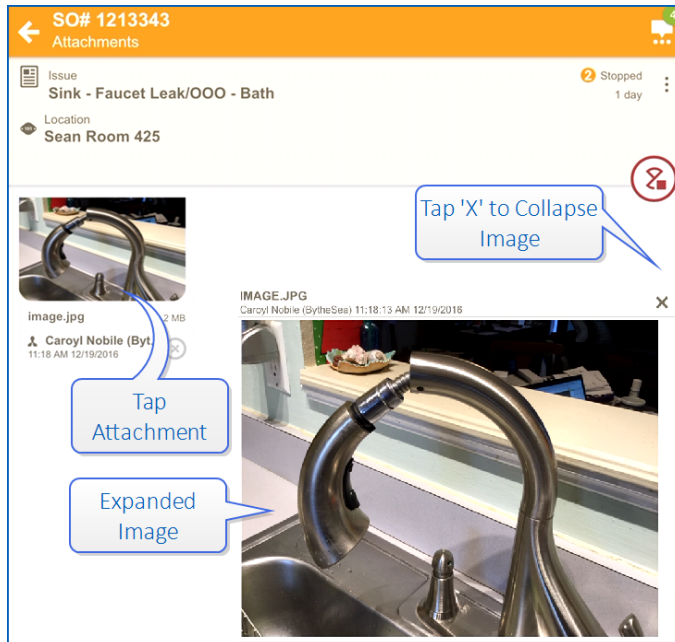 SO# 1213343
Attachments
Issue
Sink - Faucet Leak/OOO - Bath
2 Stopped
1 day
Location
Sean Room 425
Tap 'X' to Collapse
Image
image.jpg
2 MB
Caroyl Nobile (Byt.
11:18 AM 12/19/2016
IMAGE.JPG
Caroyl Nobile (BytheSea) 11:18:13 AM 12/19/2016
Tap
Attachment
Expanded
Image